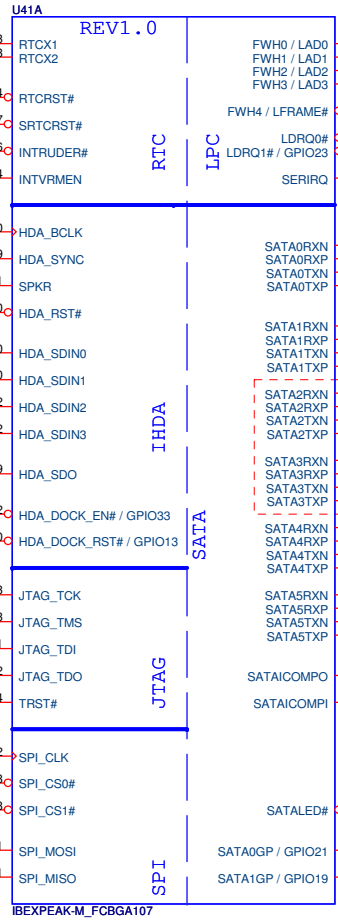 U41A
REV1.0
RTCX1
RTCX2
RTCRST#
SRTCRST#
INTRUDER#
INTVRMEN
RTC
LPC
FWH0 / LAD0
FWH1 / LAD1
FWH2 / LAD2
FWH3 / LAD3
FWH4 / LFRAME#
LDRQ0#
LDRQ1# / GPIO23
SERIRQ
HDA_BCLK
HDA_SYNC
SPKR
HDA_RST#
HDA_SDIN0
HDA_SDIN1
HDA_SDIN2
HDA_SDIN3
HDA_SDO
HDA_DOCK_EN# / GPIO33
HDA_DOCK_RST# / GPIO13
IHDA
SATA
SATA0RXN
SATA0RXP
SATA0TXN
SATA0TXP
SATA1RXN
SATA1RXP
SATA1TXN
SATA1TXP
SATA2RXN
SATA2RXP
SATA2TXN
SATA2TXP
SATA3RXN
SATA3RXP
SATA3TXN
SATA3TXP
SATA4RXN
SATA4RXP
SATA4TXN
SATA4TXP
SATA5RXN
SATA5RXP
SATA5TXN
SATA5TXP
SATAICOMPO
SATAICOMPI
JTAG_TCK
JTAG_TMS
JTAG_TDI
JTAG_TDO
TRST#
JTAG
SPI_CLK
SPI_CS0#
SPI_CS1#
SPI_MOSI
SPI_MISO
SPI
SATALED#
SATA0GP / GPIO21
SATA1GP / GPIO19
IBEXPEAK-M_FCBGA107